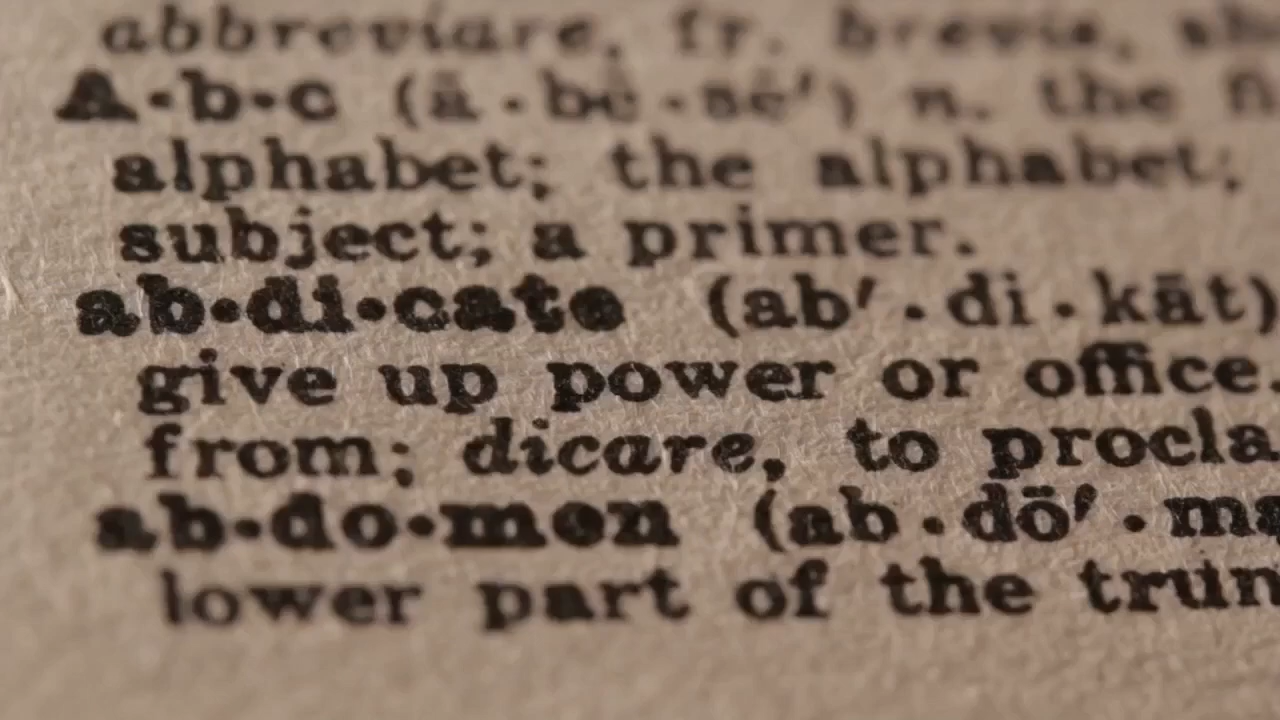 abbreviare, fr. brevis,
A·b·c (ā·bē·sē′) n. the
alphabet; the alphabet;
subject; a primer.
ab·di·cate (ab′·di·kāt)
give up power or office.
from; dicare, to procla
ab·do·men (ab·dō′·m
lower part of the trun